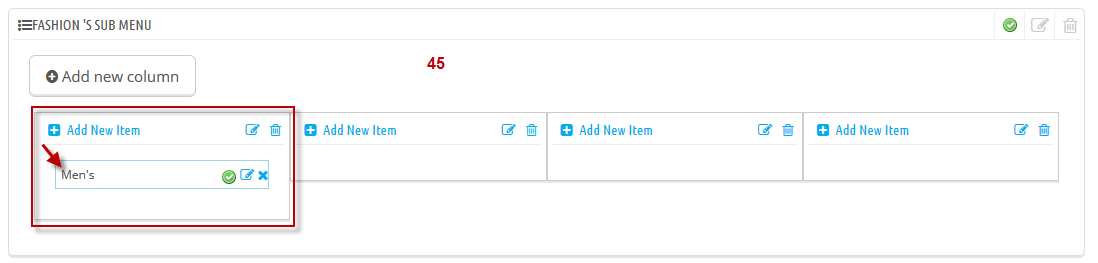 FASHION 'S SUB MENU
45
Add new column
Add New Item Add New Item Add New Item Add New Item
Men's